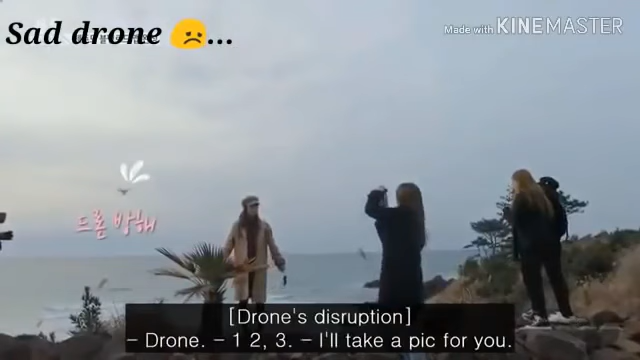 Sad drone 😞...
Made with KINEMASTER
드론 방해
[Drone's disruption]
– Drone. – 1 2, 3. – I'll take a pic for you.